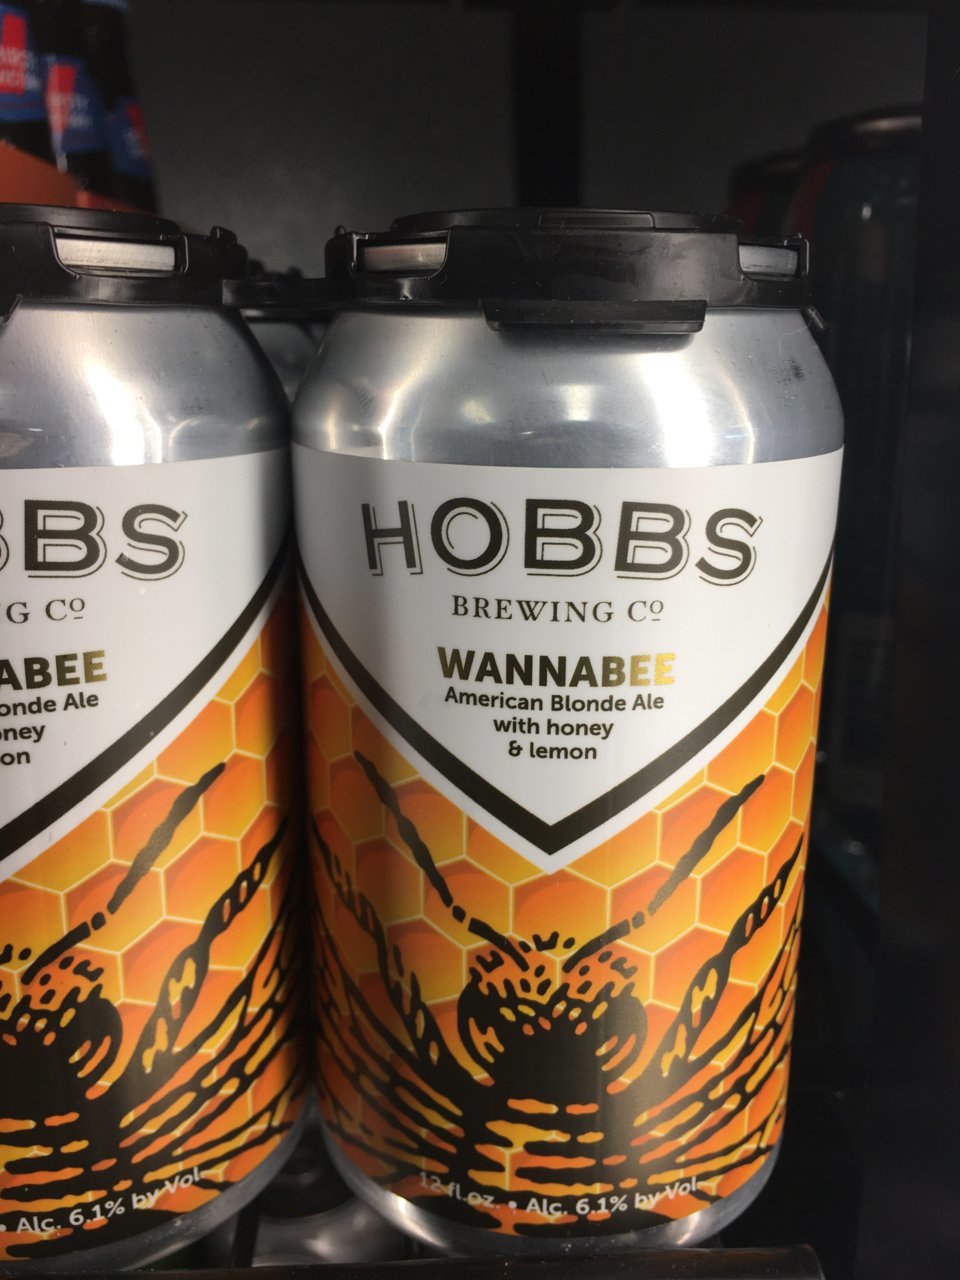 HOBBS
BREWING Cº
WANNABEE
American Blonde Ale
with honey
& lemon
12 fl.oz. • Alc. 6.1% by Vol
BBS
G Cº
ABEE
onde Ale
oney
on
• Alc. 6.1% by Vol